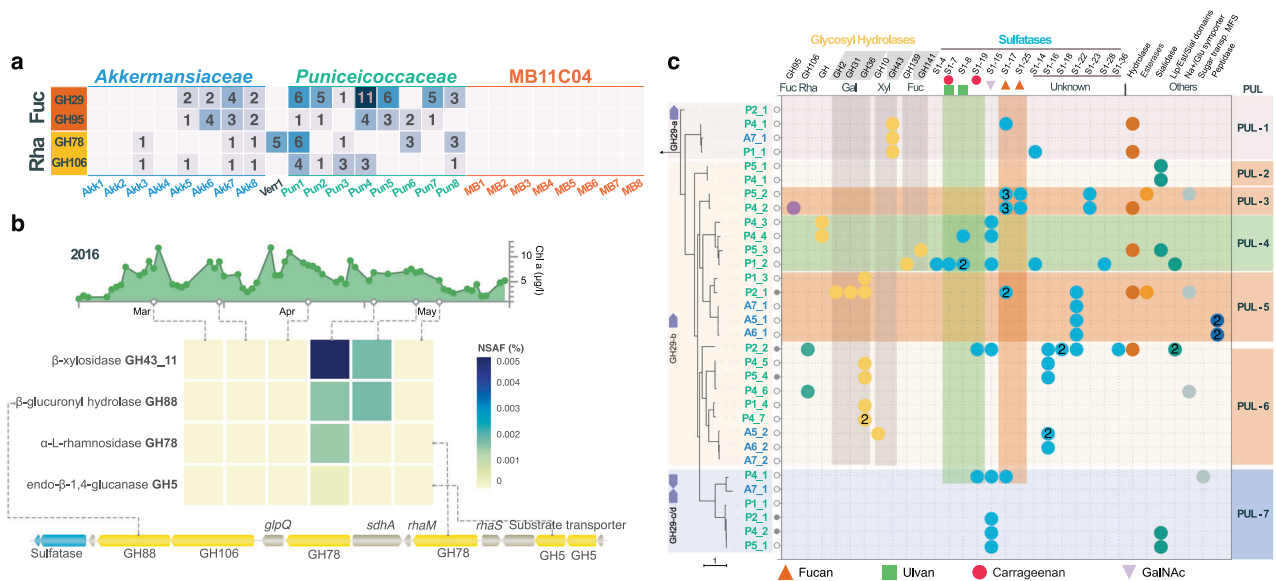 a
Akkermansiaceae Puniceicoccaceae MB11C04
Fuc
Rha
GH29 2 2 4 2 6 5 1 11 6 5 3
GH95 1 4 3 2 4 3 2 1
GH78 1 1 1 5 6 1 3 3
GH106 1 1 1 1 4 1 3 3 1
Akk1 Akk2 Akk3 Akk4 Akk5 Akk6 Akk7 Akk8 Verr1 Pun1 Pun2 Pun3 Pun4 Pun5 Pun6 Pun7 Pun8 MB1 MB2 MB3 MB4 MB5 MB6 MB7 MB8
b
2016
Chl a (µg/l)
10
5
Mar Apr May
NSAF (%)
0.005
0.004
0.003
0.002
0.001
0
β-xylosidase GH43_11
β-glucuronyl hydrolase GH88
α-L-rhamnosidase GH78
endo-β-1,4-glucanase GH5
glpQ sdhA rhaM rhaS Substrate transporter
Sulfatase GH88 GH106 GH78 GH78 GH5 GH5
c
Glycosyl Hydrolases Sulfatases
GH95 GH106 GH GH2 GH31 GH36 GH10 GH43 GH139 GH141 S1-4 S1-7 S1-8 S1-19 S1-15 S1-17 S1-25 S1-14 S1-16 S1-18 S1-22 S1-23 S1-28 S1-36 Hydrolase Esterases Sialidase Lip/Est/Sial domains Na+/Glu symporter Sugar transp. MFS Peptidase
Fuc Rha Gal Xyl Fuc Unknown Others PUL
GH29-a
GH29-b
GH29-c/d
P2_1
P4_1 PUL-1
A7_1
P1_1
P5_1 PUL-2
P4_1
P5_2 3 PUL-3
P4_2 3
P4_3
P4_4 PUL-4
P5_3
P1_2 2
P1_3
P2_1 2 PUL-5
A7_1
A5_1 2
A6_1 2
P2_2 2 2
P4_5
P5_4
P4_6 PUL-6
P1_4
P4_7 2
A5_2 2
A6_2
A7_2
P4_1
A7_1
P1_1 PUL-7
P2_1
P4_2
P5_1
1
Fucan Ulvan Carrageenan GalNAc